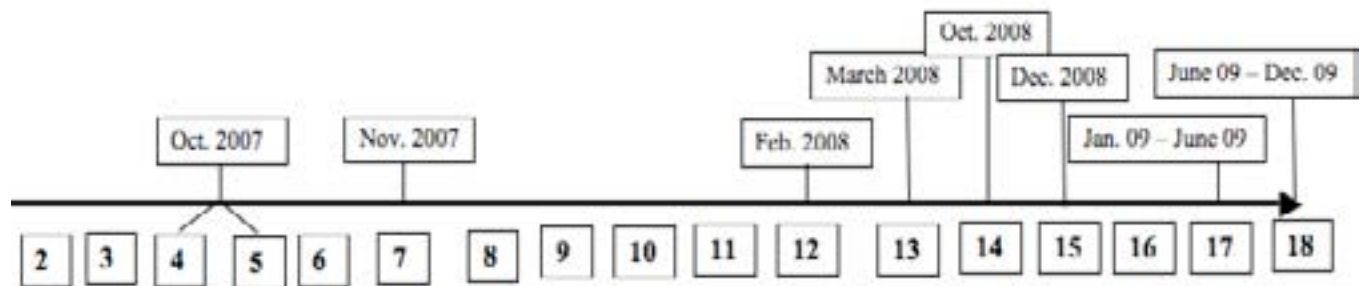 Oct. 2008
March 2008
Dec. 2008
June 09 – Dec. 09
Oct. 2007
Nov. 2007
Feb. 2008
Jan. 09 – June 09
2 3 4 5 6 7 8 9 10 11 12 13 14 15 16 17 18